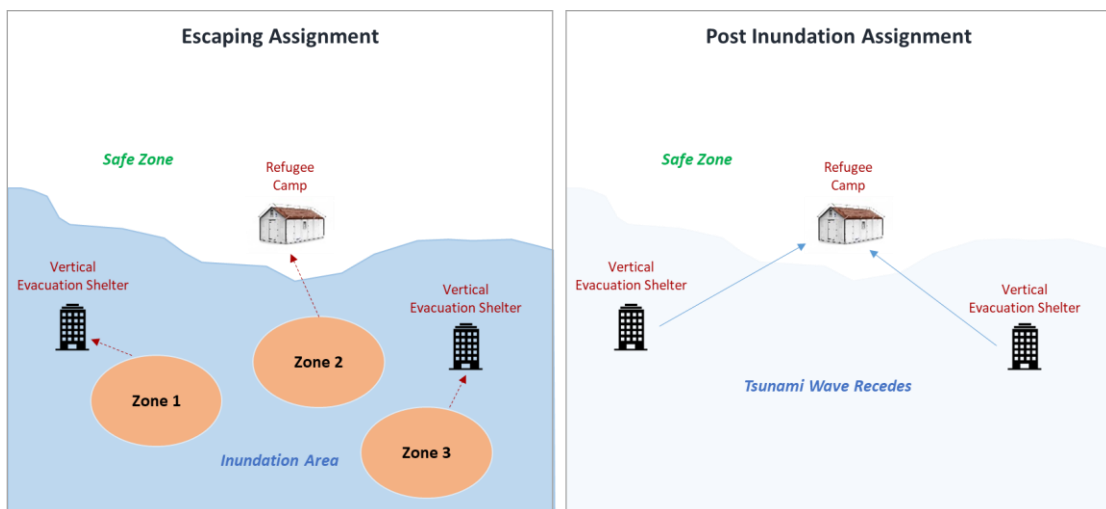 Escaping Assignment
Safe Zone
Refugee
Camp
Vertical
Evacuation Shelter
Vertical
Evacuation Shelter
Zone 2
Zone 1
Zone 3
Inundation Area
Post Inundation Assignment
Safe Zone
Refugee
Camp
Vertical
Evacuation Shelter
Vertical
Evacuation Shelter
Tsunami Wave Recedes